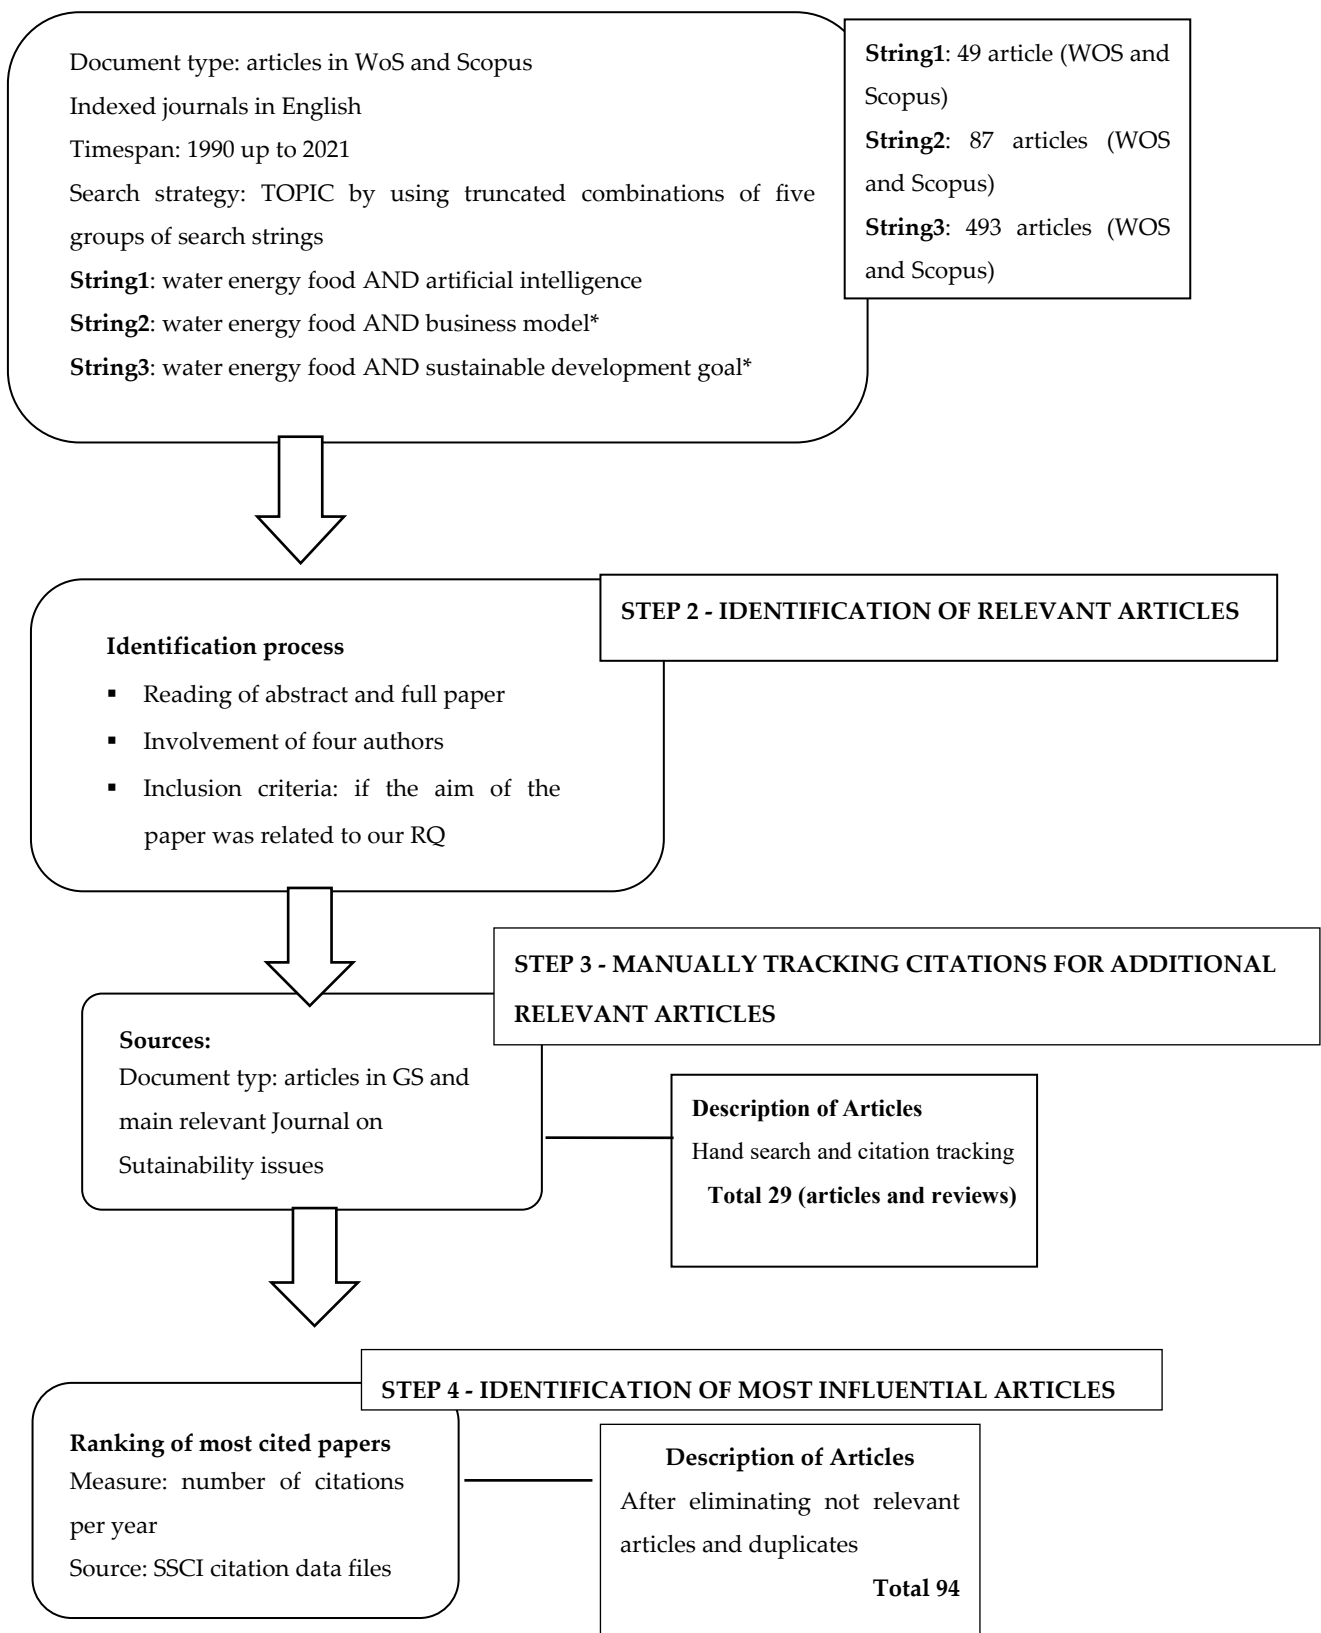 Document type: articles in WoS and Scopus
Indexed journals in English
Timespan: 1990 up to 2021
Search strategy: TOPIC by using truncated combinations of five
groups of search strings
String1: water energy food AND artificial intelligence
String2: water energy food AND business model*
String3: water energy food AND sustainable development goal*
String1: 49 article (WOS and
Scopus)
String2: 87 articles (WOS
and Scopus)
String3: 493 articles (WOS
and Scopus)
STEP 2 - IDENTIFICATION OF RELEVANT ARTICLES
Identification process
▪ Reading of abstract and full paper
▪ Involvement of four authors
▪ Inclusion criteria: if the aim of the
paper was related to our RQ
STEP 3 - MANUALLY TRACKING CITATIONS FOR ADDITIONAL
RELEVANT ARTICLES
Sources:
Document typ: articles in GS and
main relevant Journal on
Sutainability issues
Description of Articles
Hand search and citation tracking
Total 29 (articles and reviews)
STEP 4 - IDENTIFICATION OF MOST INFLUENTIAL ARTICLES
Ranking of most cited papers
Measure: number of citations
per year
Source: SSCI citation data files
Description of Articles
After eliminating not relevant
articles and duplicates
Total 94